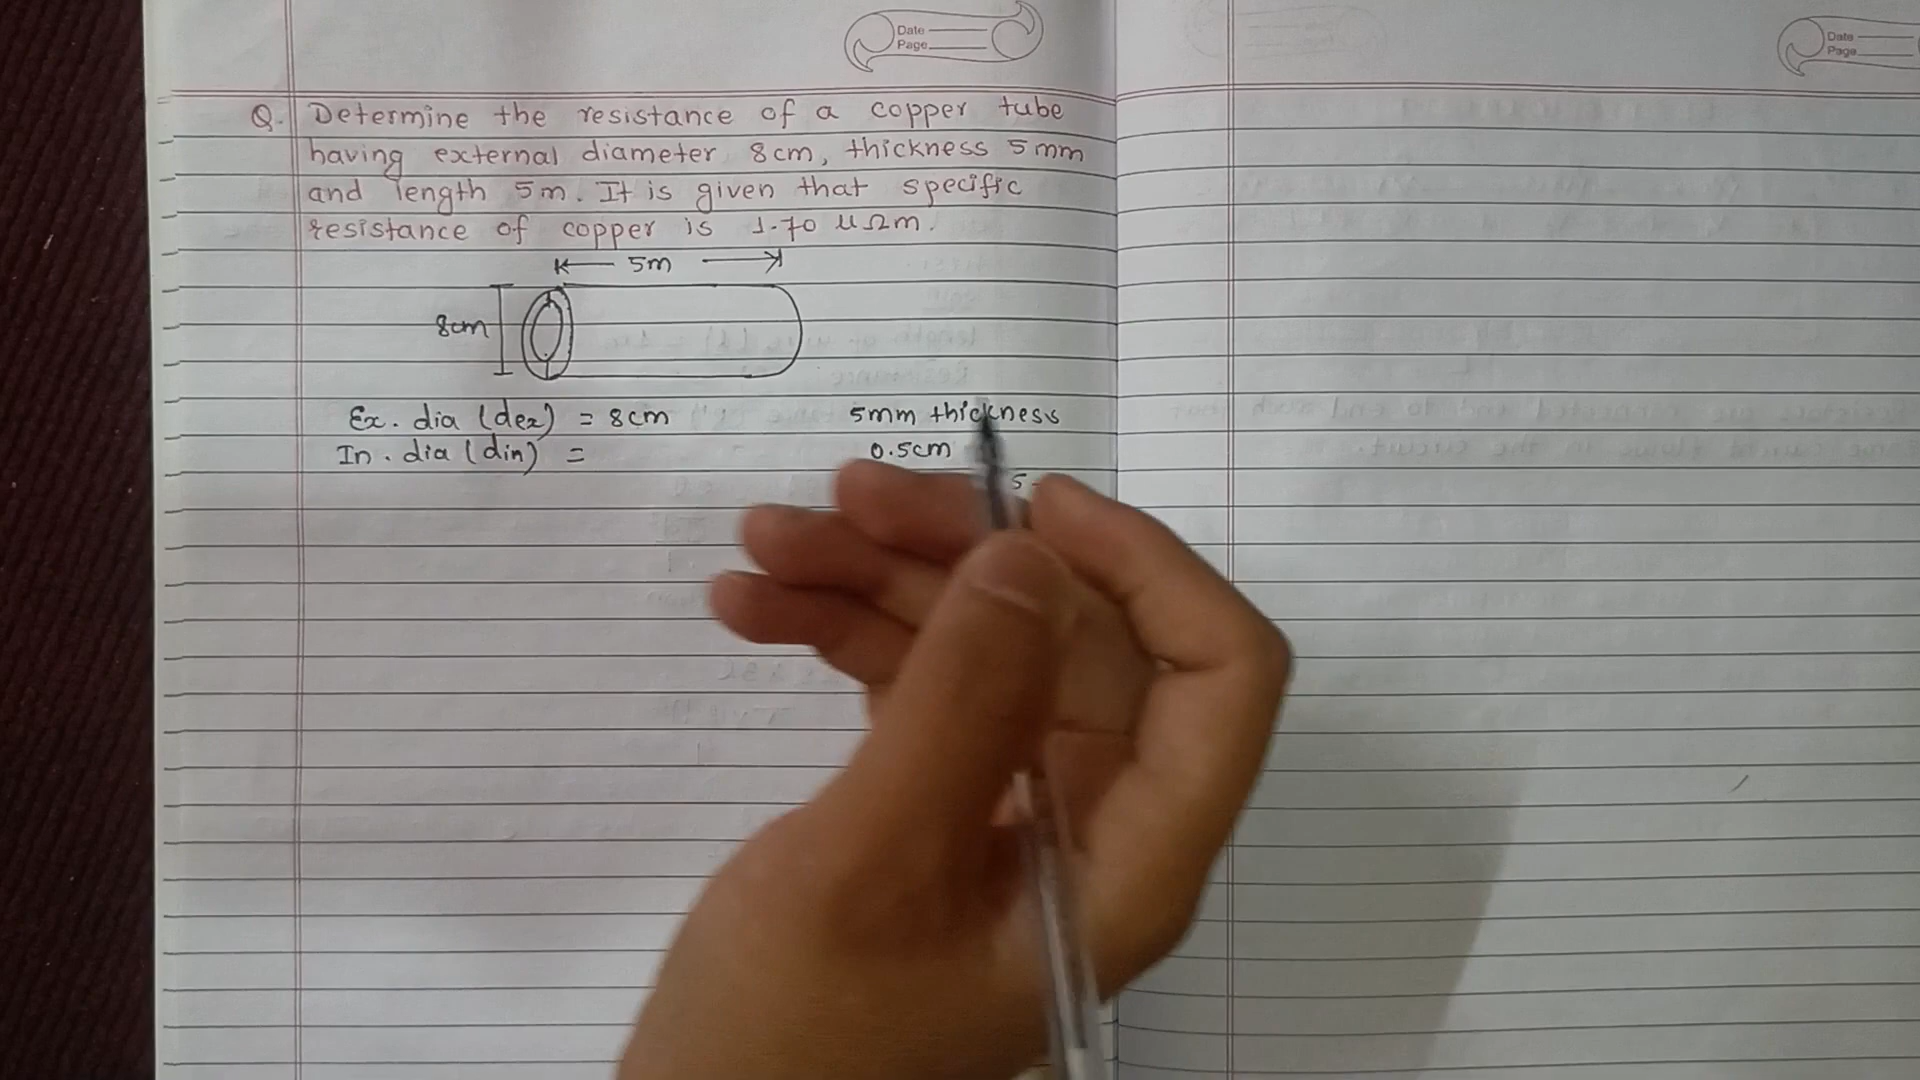 Date
Page
Date
Page
Q. Determine the resistance of a copper tube
having external diameter 8cm, thickness 5mm
and length 5m. It is given that specific
resistance of copper is 1.70 μΩm.
5m
8cm
Ex. dia (dex) = 8cm 5mm thickness
In. dia (din) = 0.5cm
5